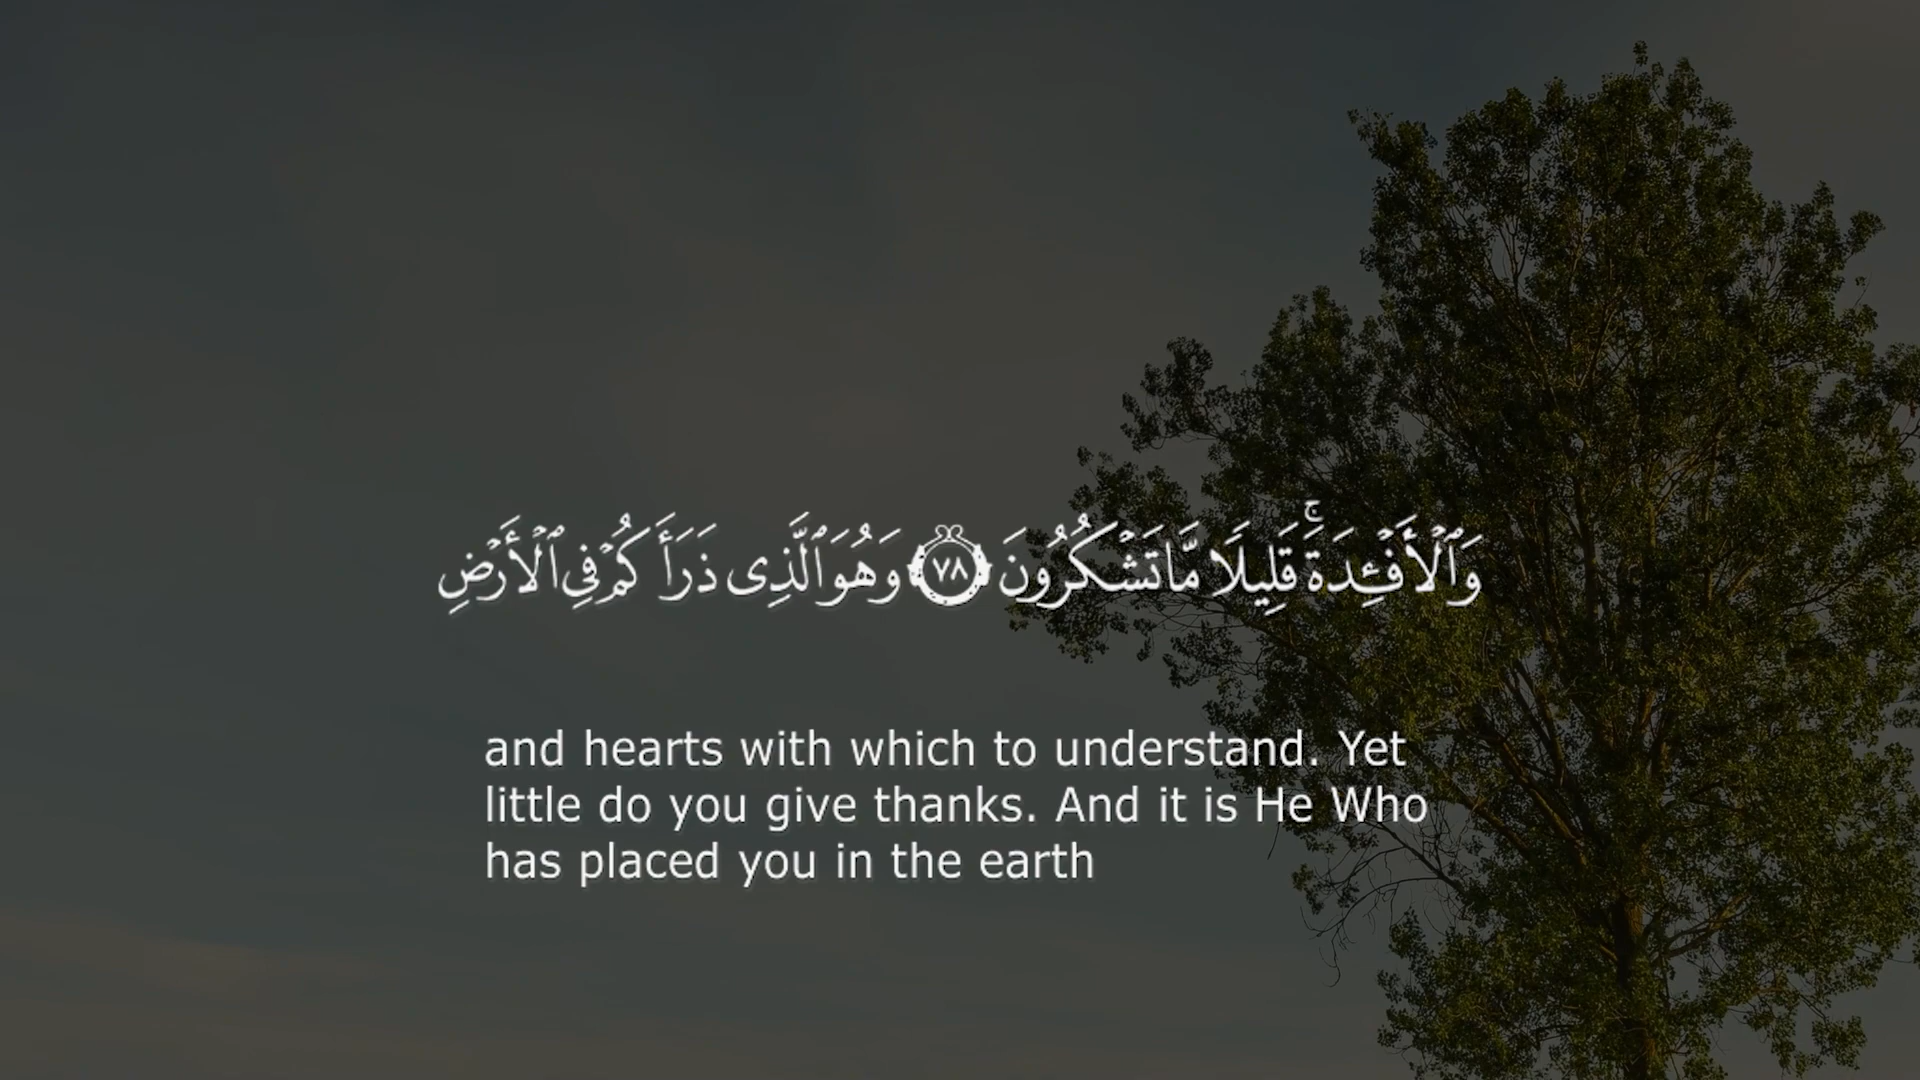 وَٱلْأَفْـِٔدَةَ ۚ قَلِيلًا مَّا تَشْكُرُونَ ٧٨ وَهُوَ ٱلَّذِى ذَرَأَكُمْ فِى ٱلْأَرْضِ
and hearts with which to understand. Yet
little do you give thanks. And it is He Who
has placed you in the earth